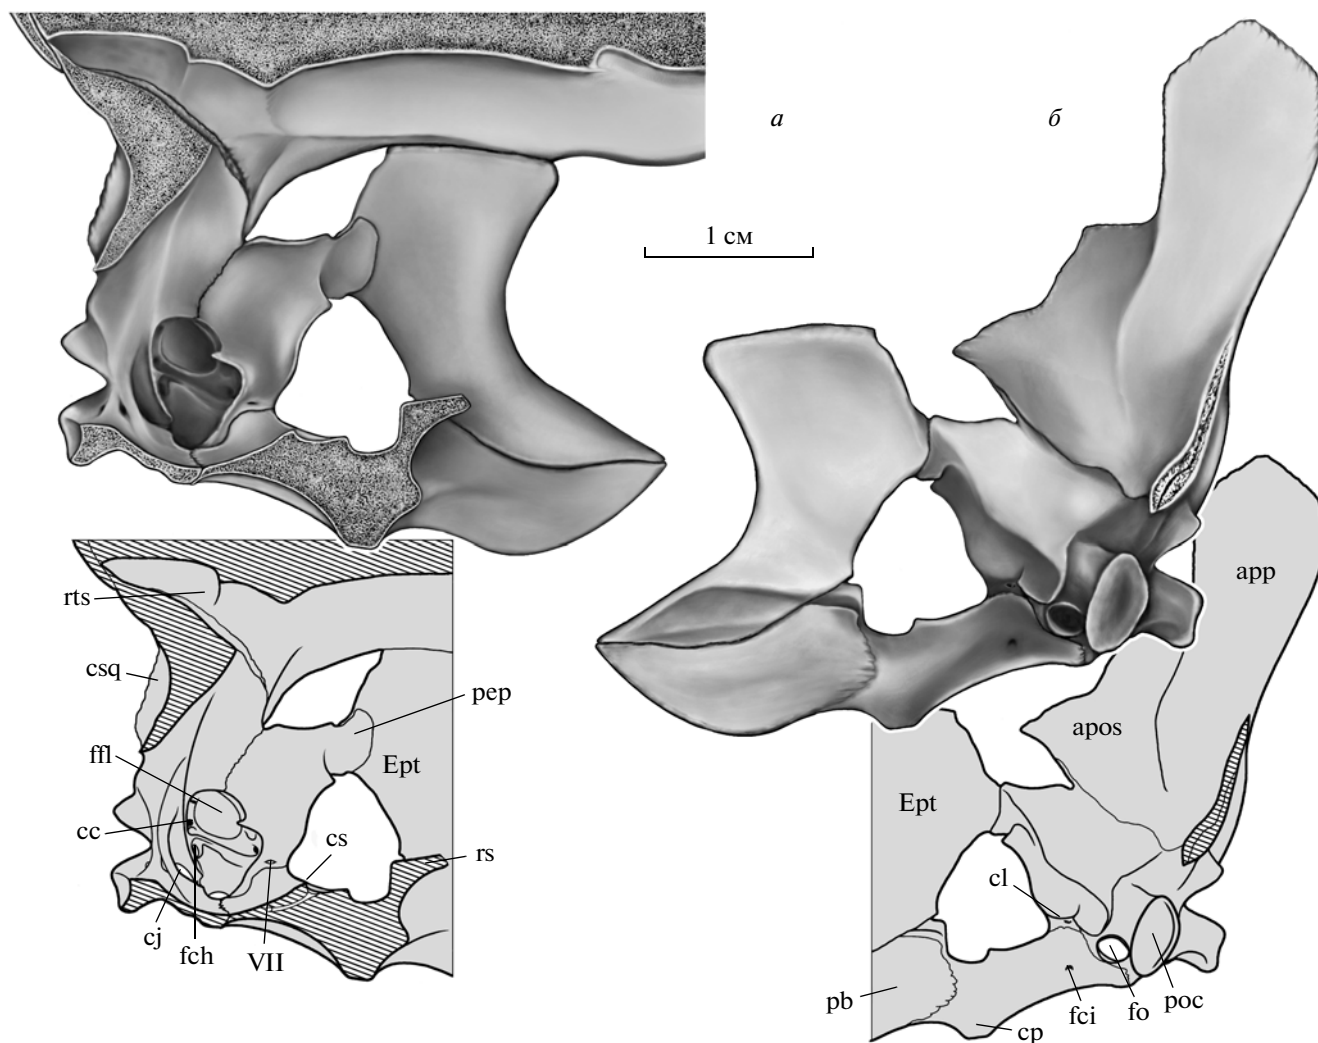 а
б
1 см
rts
csq
ffl
cc
cj
fch
VII
cs
rs
pep
Ept
app
apos
Ept
cl
pb
cp
fci
fo
poc